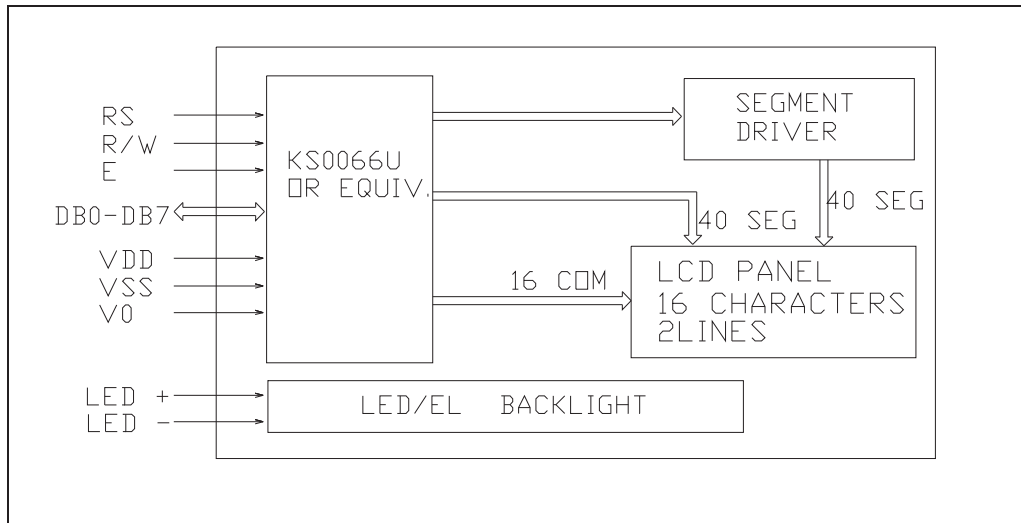 RS
R/W
E
DB0-DB7
VDD
VSS
V0
LED +
LED -
KS0066U
OR EQUIV.
SEGMENT
DRIVER
40 SEG
40 SEG
16 COM
LCD PANEL
16 CHARACTERS
2LINES
LED/EL BACKLIGHT